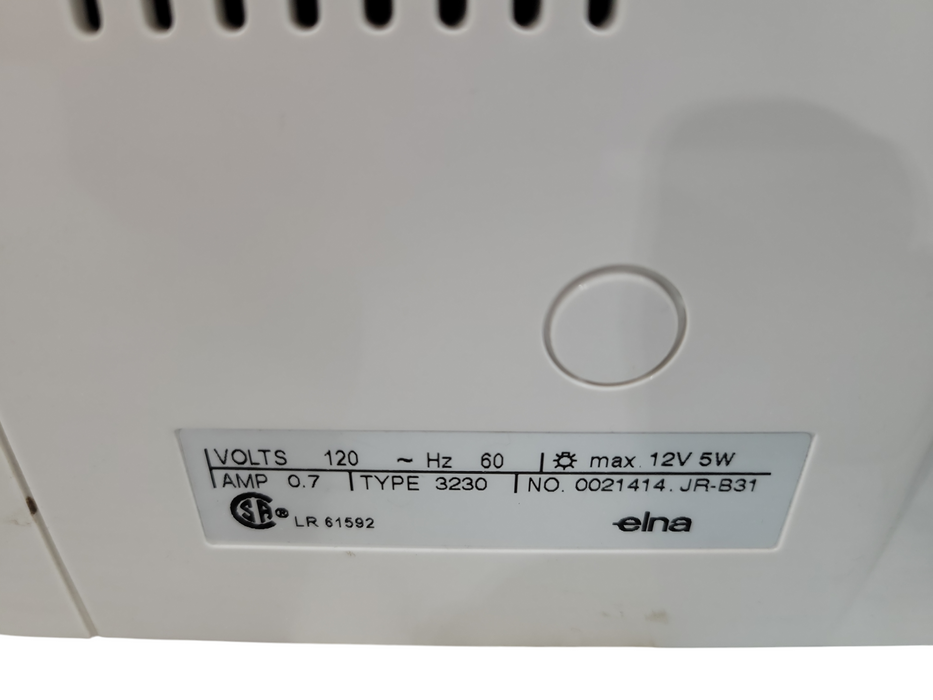 VOLTS 120 ~ Hz 60 max. 12V 5W
AMP 0.7 TYPE 3230 NO. 0021414. JR-B31
SA ® LR 61592 elna